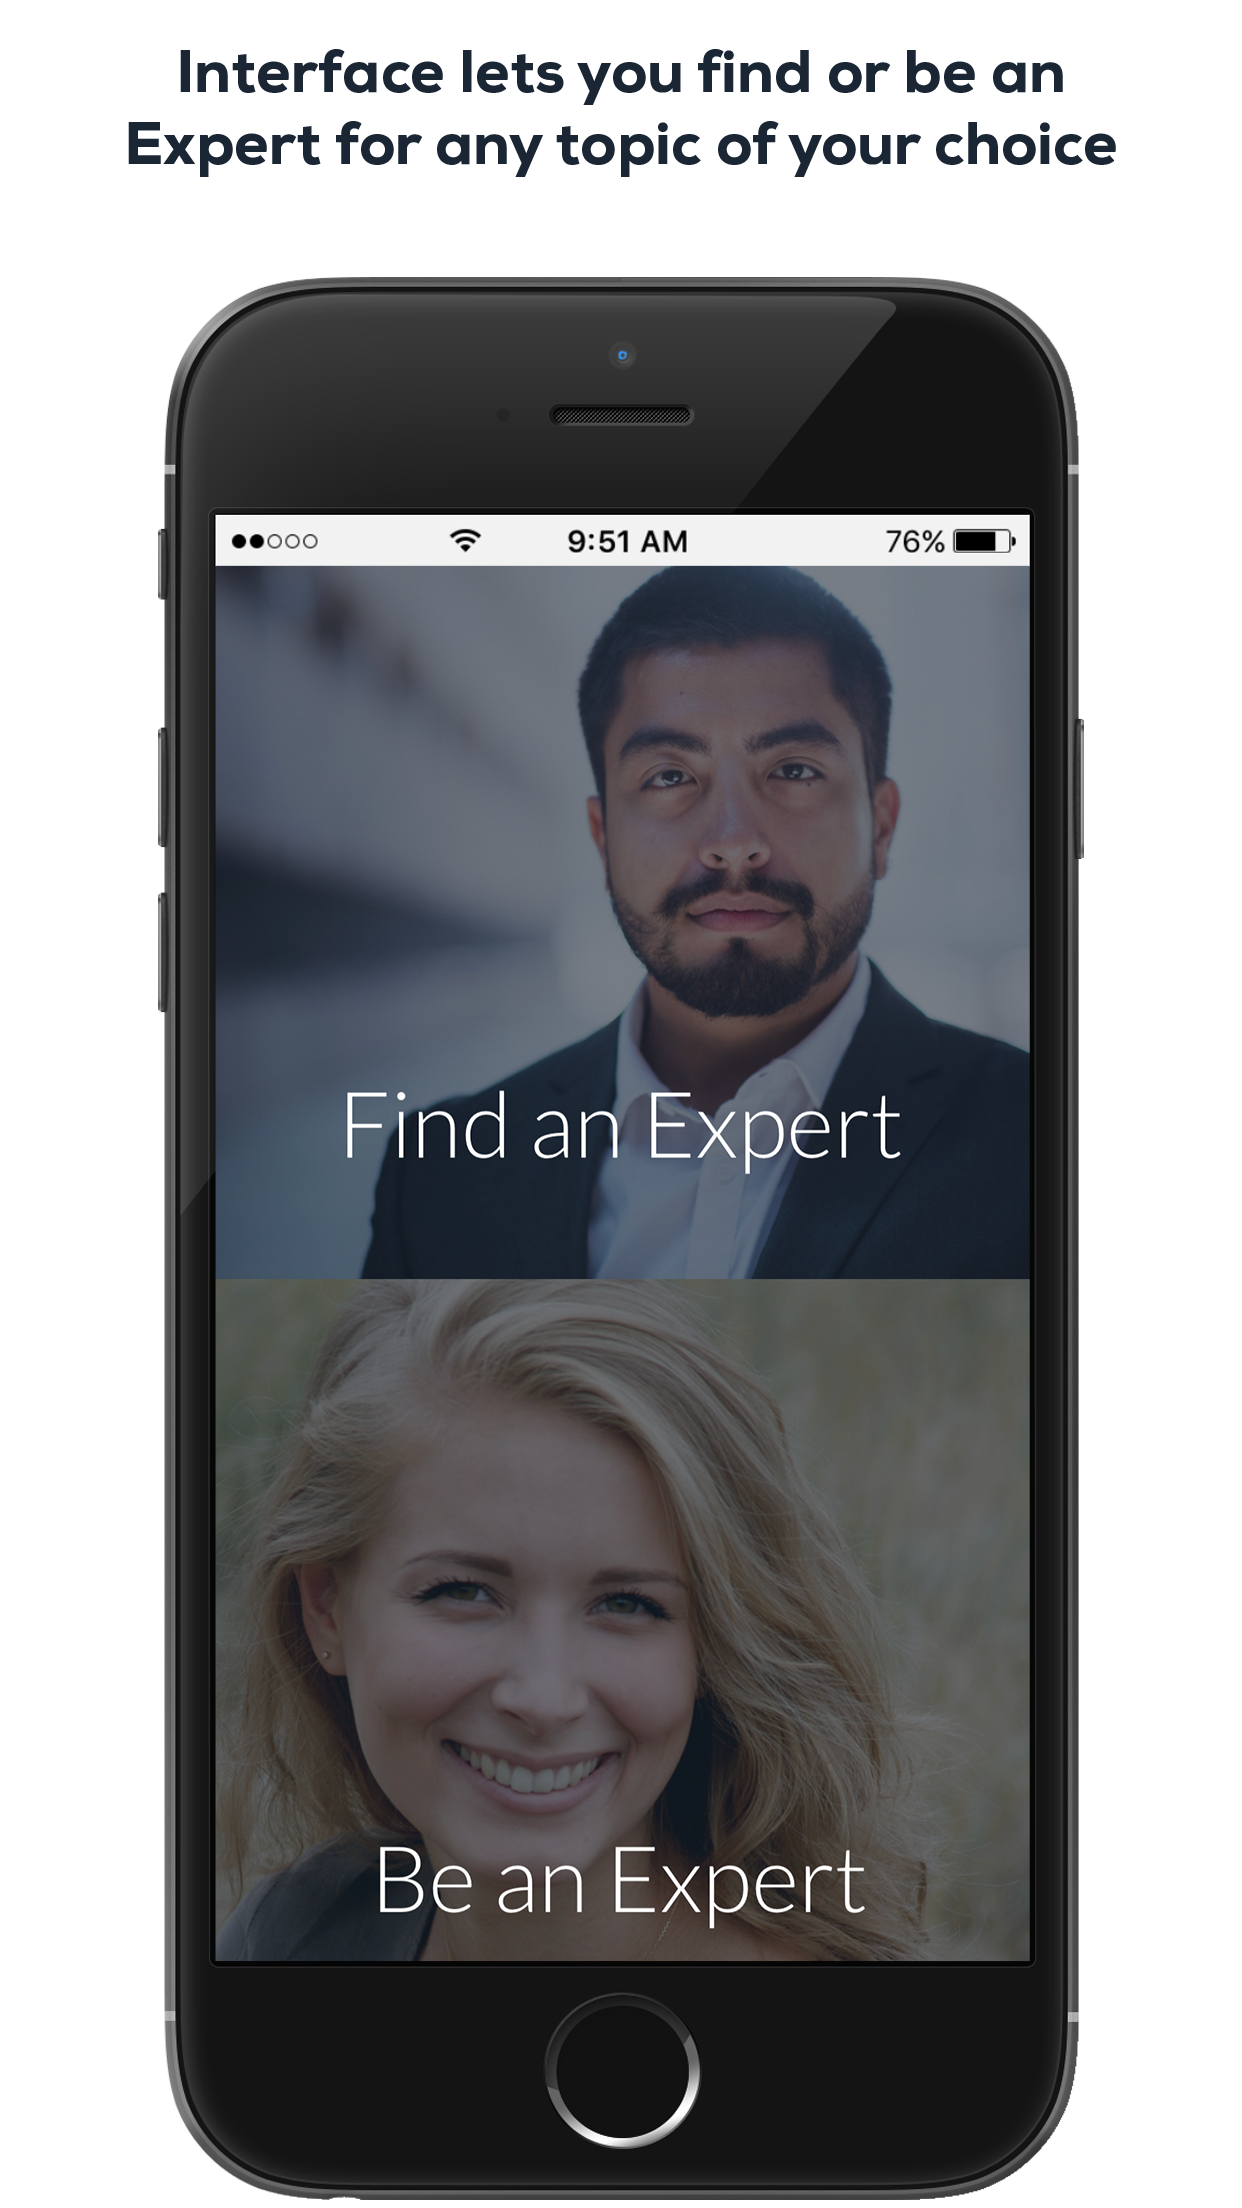 Interface lets you find or be an
Expert for any topic of your choice
9:51 AM
76%
Find an Expert
Be an Expert